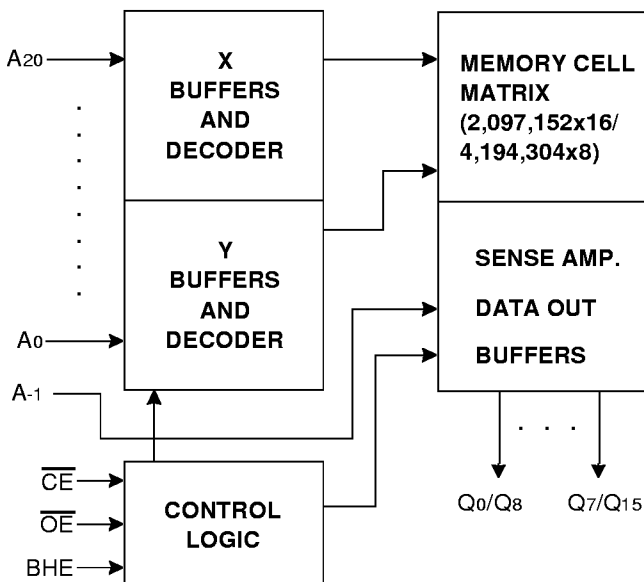 A20
X
BUFFERS
AND
DECODER
MEMORY CELL
MATRIX
(2,097,152x16/
4,194,304x8)
Y
BUFFERS
AND
DECODER
SENSE AMP.
DATA OUT
BUFFERS
A0
A-1
CE
OE
BHE
CONTROL
LOGIC
Q0/Q8
Q7/Q15